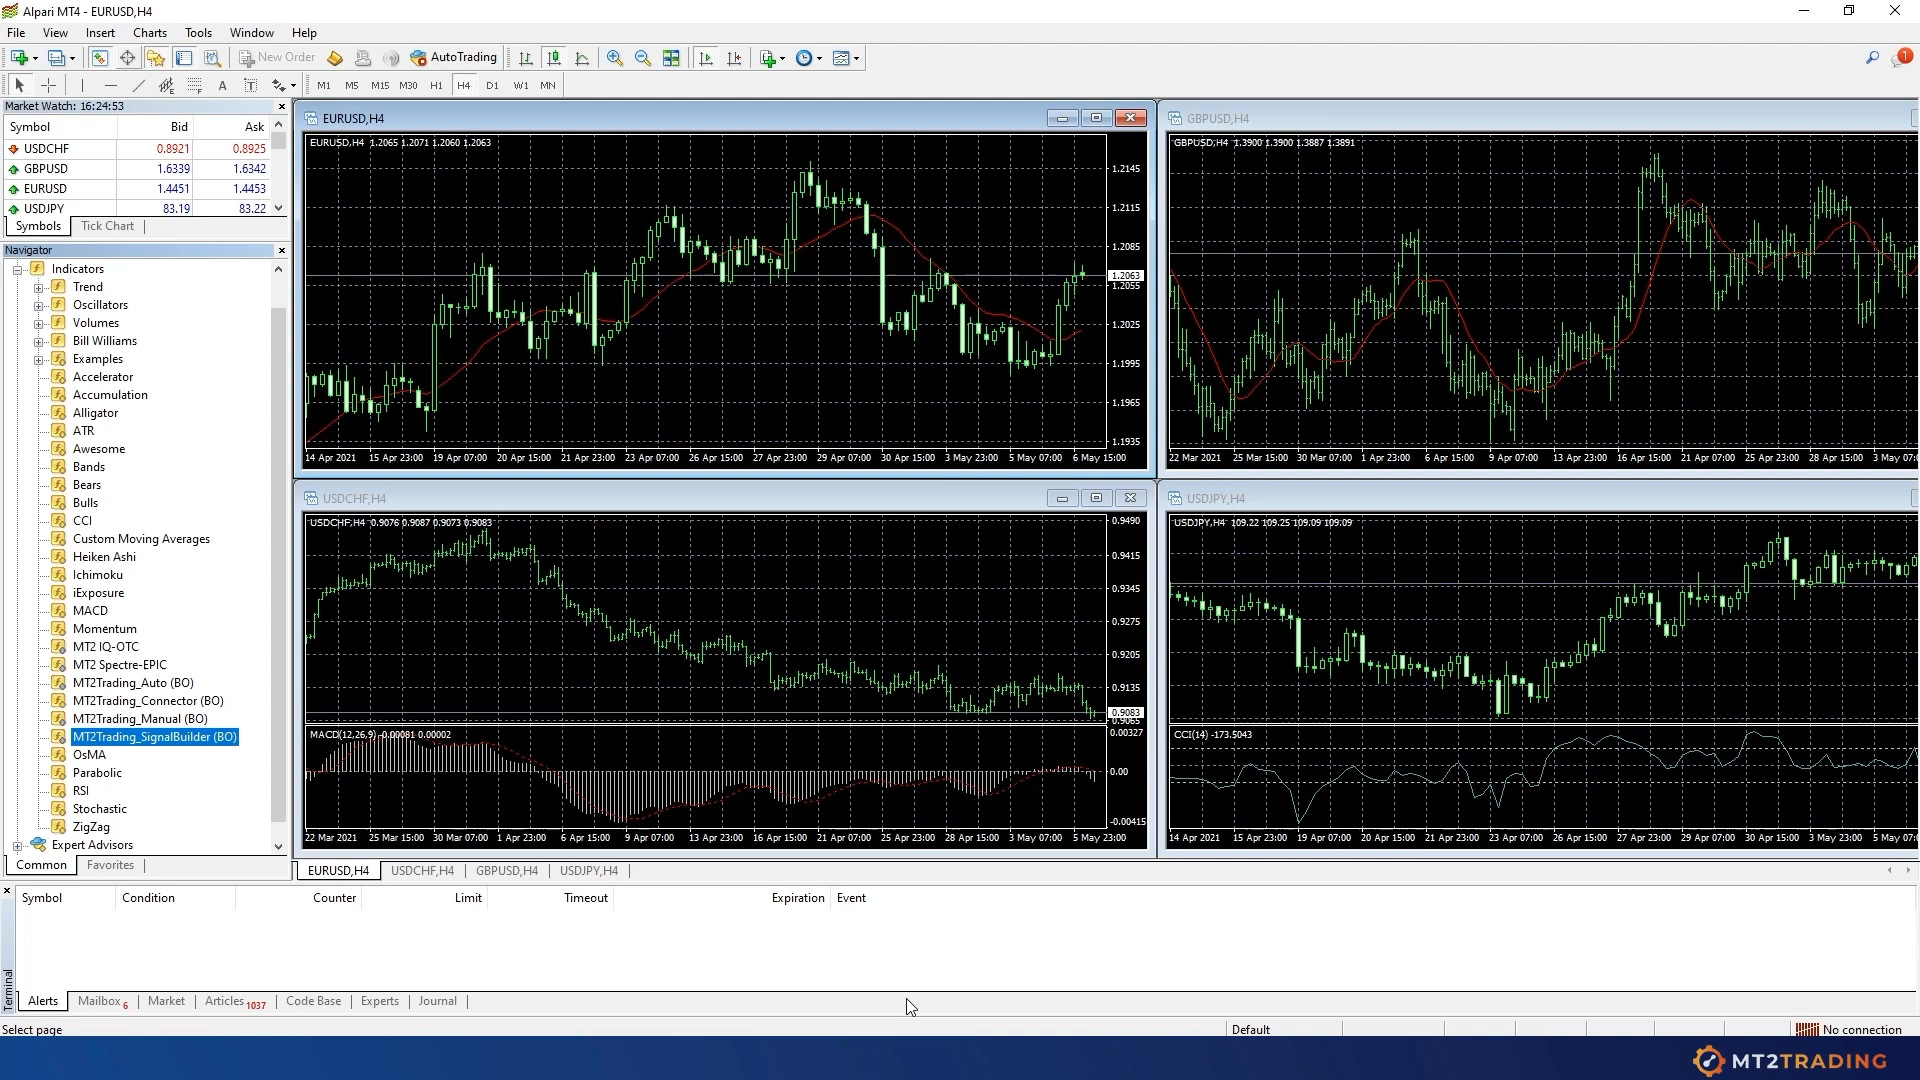 Alpari MT4 - EURUSD,H4
File View Insert Charts Tools Window Help
New Order AutoTrading 1
A T M1 M5 M15 M30 H1 H4 D1 W1 MN
Market Watch: 16:24:53
Symbol Bid Ask
USDCHF 0.8921 0.8925
GBPUSD 1.6339 1.6342
EURUSD 1.4451 1.4453
USDJPY 83.19 83.22
Symbols Tick Chart
Navigator
Indicators
Trend
Oscillators
Volumes
Bill Williams
Examples
Accelerator
Accumulation
Alligator
ATR
Awesome
Bands
Bears
Bulls
CCI
Custom Moving Averages
Heiken Ashi
Ichimoku
iExposure
MACD
Momentum
MT2 IQ-OTC
MT2 Spectre-EPIC
MT2Trading_Auto (BO)
MT2Trading_Connector (BO)
MT2Trading_Manual (BO)
MT2Trading_SignalBuilder (BO)
OsMA
Parabolic
RSI
Stochastic
ZigZag
Expert Advisors
Common Favorites
EURUSD,H4
EURUSD,H4 1.2065 1.2071 1.2060 1.2063
1.2145
1.2115
1.2085
1.2063
1.2055
1.2025
1.1995
1.1965
1.1935
14 Apr 2021 15 Apr 23:00 19 Apr 07:00 20 Apr 15:00 21 Apr 23:00 23 Apr 07:00 26 Apr 15:00 27 Apr 23:00 29 Apr 07:00 30 Apr 15:00 3 May 23:00 5 May 07:00 6 May 15:00
GBPUSD,H4
GBPUSD,H4 1.3900 1.3900 1.3887 1.3891
22 Mar 2021 25 Mar 15:00 30 Mar 07:00 1 Apr 23:00 6 Apr 15:00 9 Apr 07:00 13 Apr 23:00 16 Apr 15:00 21 Apr 07:00 25 Apr 23:00 28 Apr 15:00 3 May 07:0
USDCHF,H4
USDCHF,H4 0.9076 0.9087 0.9073 0.9083
0.9490
0.9415
0.9345
0.9275
0.9205
0.9135
0.9083
0.9065
MACD(12,26,9) -0.00081 0.00002
0.00327
0.00
-0.00415
22 Mar 2021 25 Mar 15:00 30 Mar 07:00 1 Apr 23:00 6 Apr 15:00 9 Apr 07:00 13 Apr 23:00 16 Apr 15:00 21 Apr 07:00 25 Apr 23:00 28 Apr 15:00 3 May 07:00 5 May 23:00
USDJPY,H4
USDJPY,H4 109.22 109.25 109.09 109.09
CCI(14) -173.5043
14 Apr 2021 15 Apr 23:00 19 Apr 07:00 20 Apr 15:00 21 Apr 23:00 23 Apr 07:00 26 Apr 15:00 27 Apr 23:00 29 Apr 07:00 30 Apr 15:00 3 May 23:00 5 May 07:0
EURUSD,H4 USDCHF,H4 GBPUSD,H4 USDJPY,H4
Symbol Condition Counter Limit Timeout Expiration Event
Terminal
Alerts Mailbox 6 Market Articles 1037 Code Base Experts Journal
Select page Default No connection
MT2TRADING